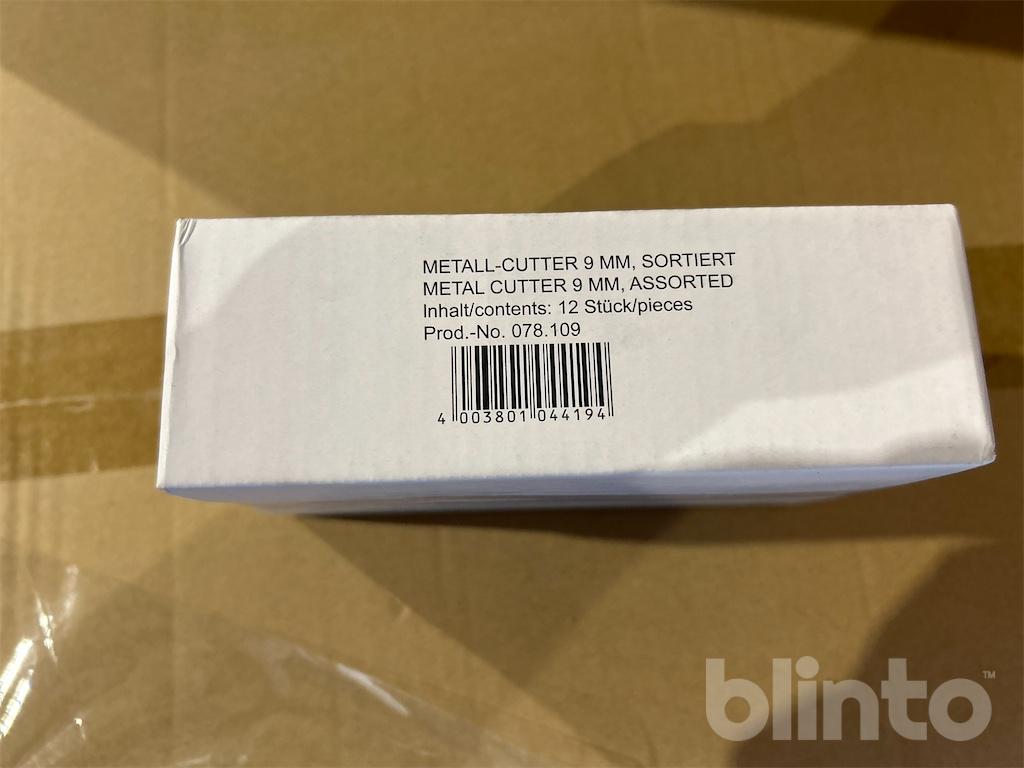 METALL-CUTTER 9 MM, SORTIERT
METAL CUTTER 9 MM, ASSORTED
Inhalt/contents: 12 Stück/pieces
Prod.-No. 078.109
4 003801 044194
blinto™